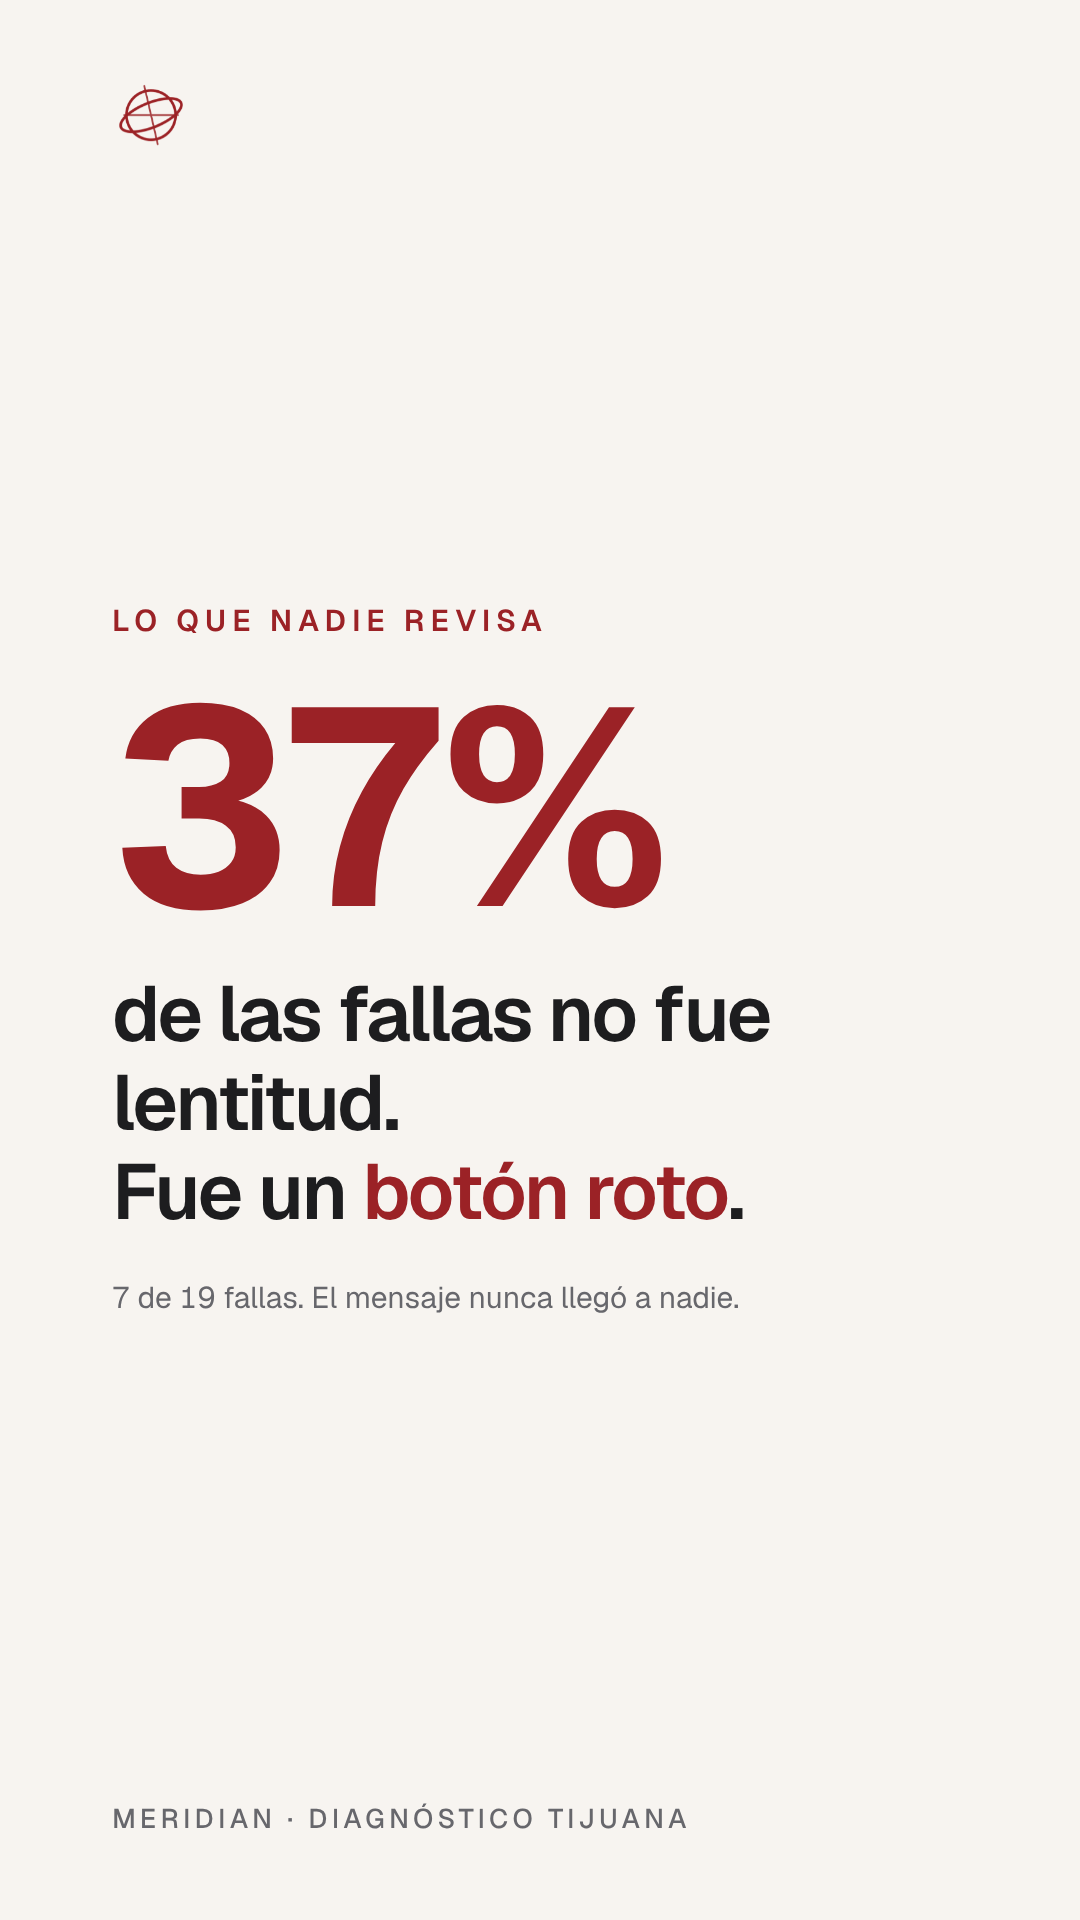 LO QUE NADIE REVISA
37%
de las fallas no fue
lentitud.
Fue un botón roto.
7 de 19 fallas. El mensaje nunca llegó a nadie.
MERIDIAN · DIAGNÓSTICO TIJUANA